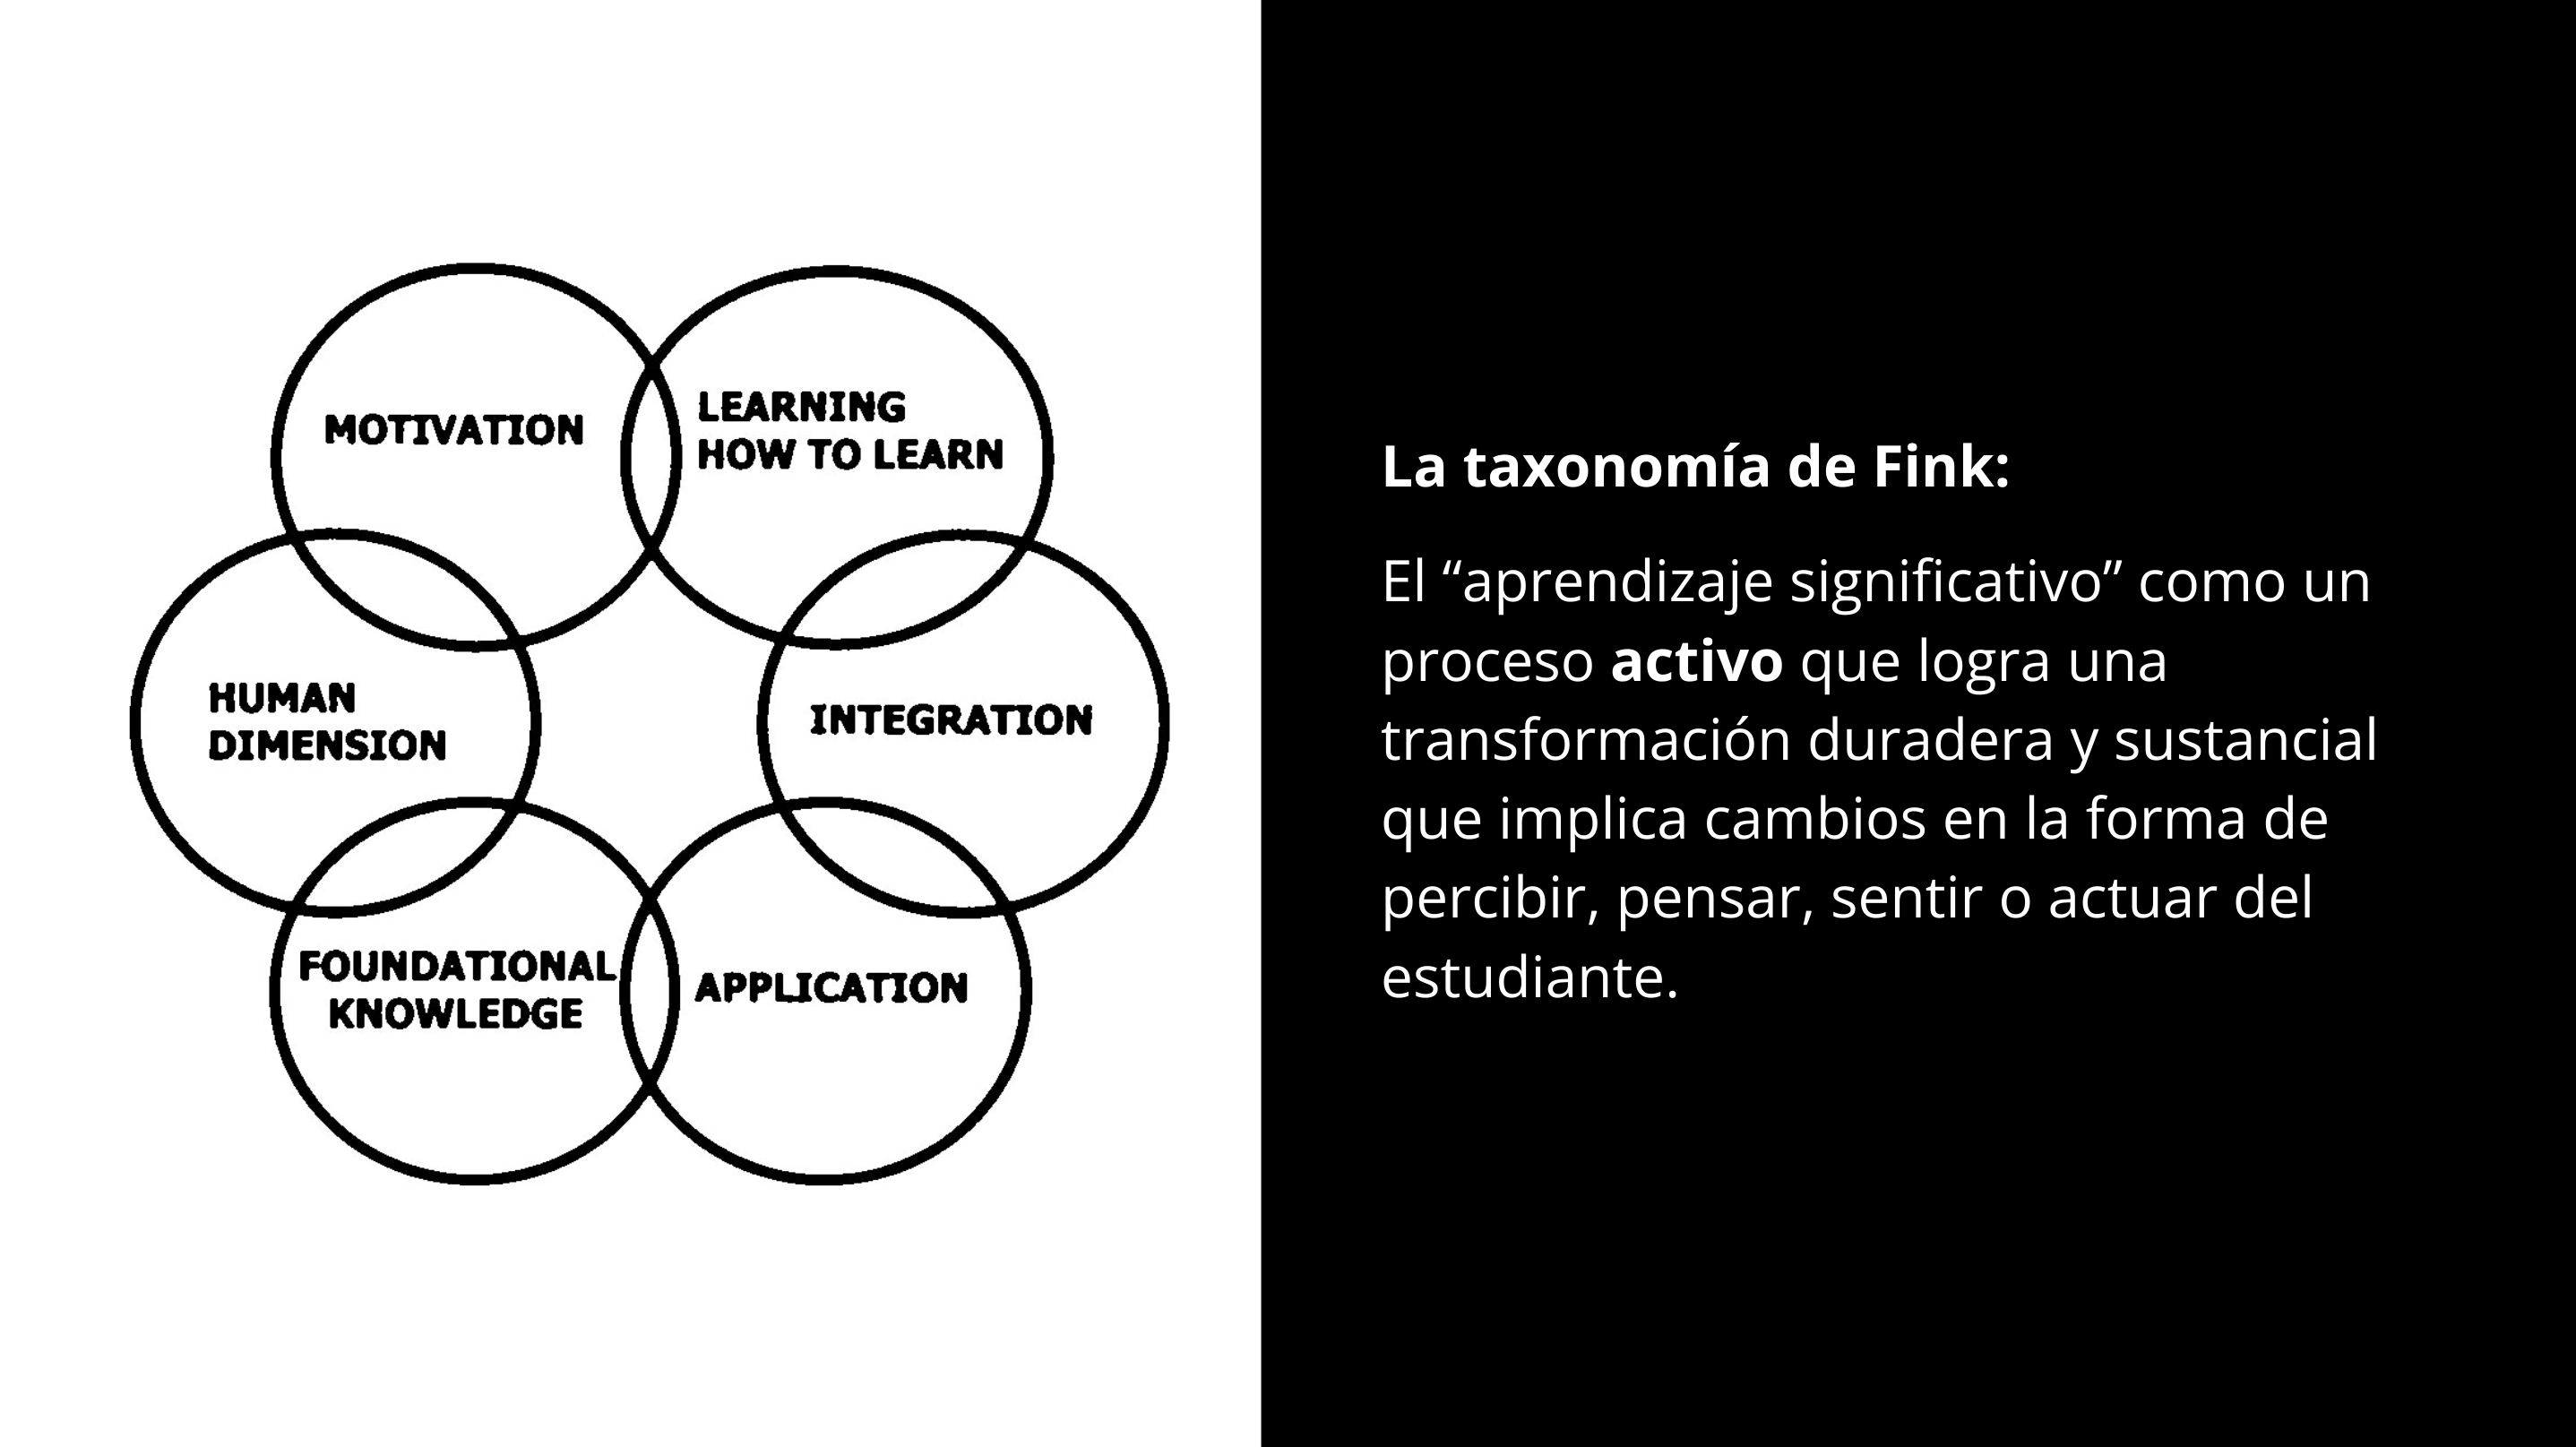 MOTIVATION
LEARNING
HOW TO LEARN
HUMAN
DIMENSION
INTEGRATION
FOUNDATIONAL
KNOWLEDGE
APPLICATION
La taxonomía de Fink:
El “aprendizaje significativo” como un
proceso activo que logra una
transformación duradera y sustancial
que implica cambios en la forma de
percibir, pensar, sentir o actuar del
estudiante.